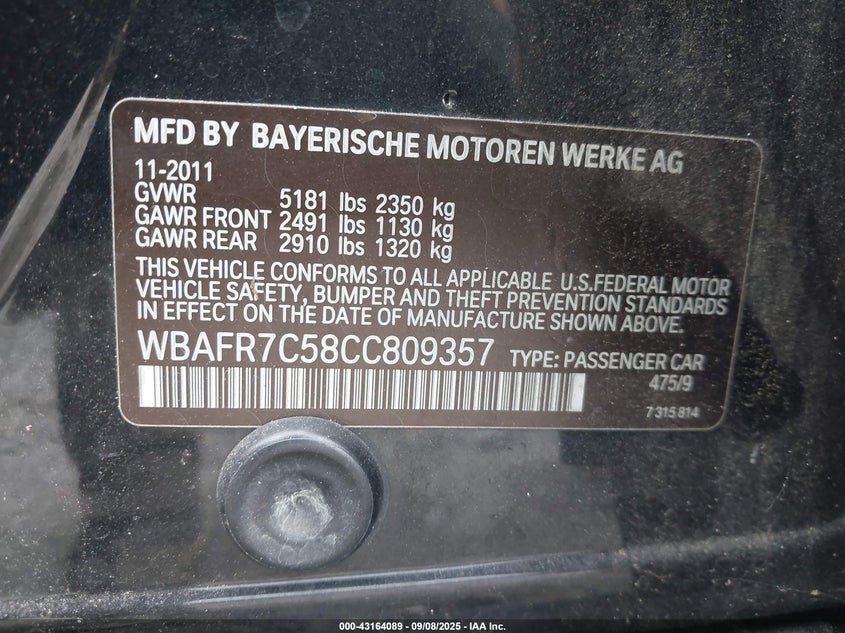 MFD BY BAYERISCHE MOTOREN WERKE AG
11-2011
GVWR 5181 lbs 2350 kg
GAWR FRONT 2491 lbs 1130 kg
GAWR REAR 2910 lbs 1320 kg
THIS VEHICLE CONFORMS TO ALL APPLICABLE U.S.FEDERAL MOTOR
VEHICLE SAFETY, BUMPER AND THEFT PREVENTION STANDARDS
IN EFFECT ON THE DATE OF MANUFACTURE SHOWN ABOVE.
WBAFR7C58CC809357 TYPE: PASSENGER CAR
475/9
7 315 814
000-43164089 - 09/08/2025 - IAA Inc.